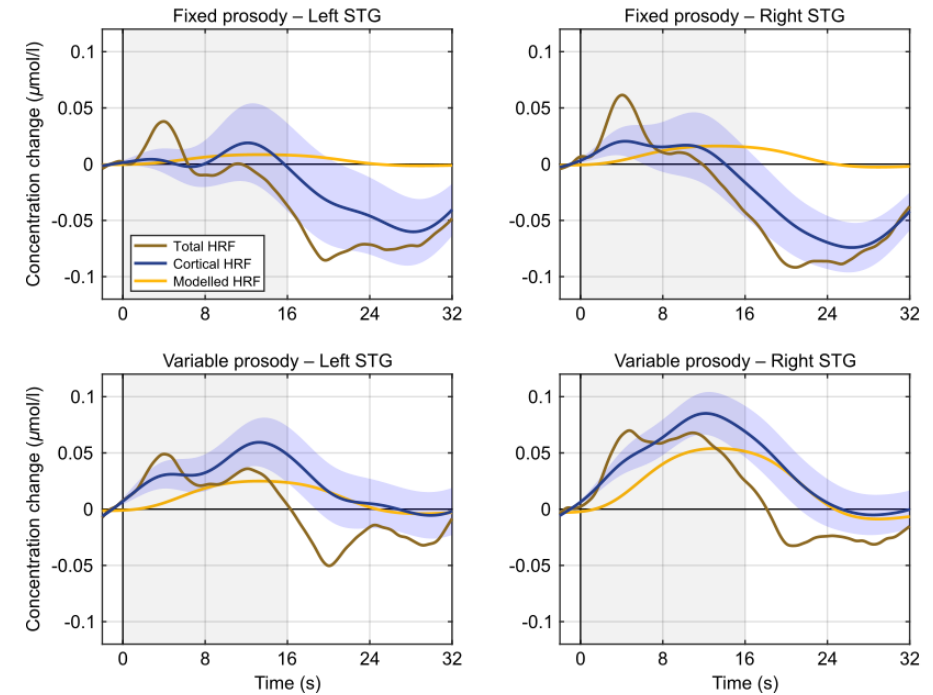 Fixed prosody – Left STG
Fixed prosody – Right STG
Concentration change (µmol/l)
0.1
0.05
0
-0.05
-0.1
Total HRF
Cortical HRF
Modelled HRF
0 8 16 24 32
0.1
0.05
0
-0.05
-0.1
0 8 16 24 32
Variable prosody – Left STG
Variable prosody – Right STG
Concentration change (µmol/l)
0.1
0.05
0
-0.05
-0.1
0 8 16 24 32
Time (s)
0.1
0.05
0
-0.05
-0.1
0 8 16 24 32
Time (s)